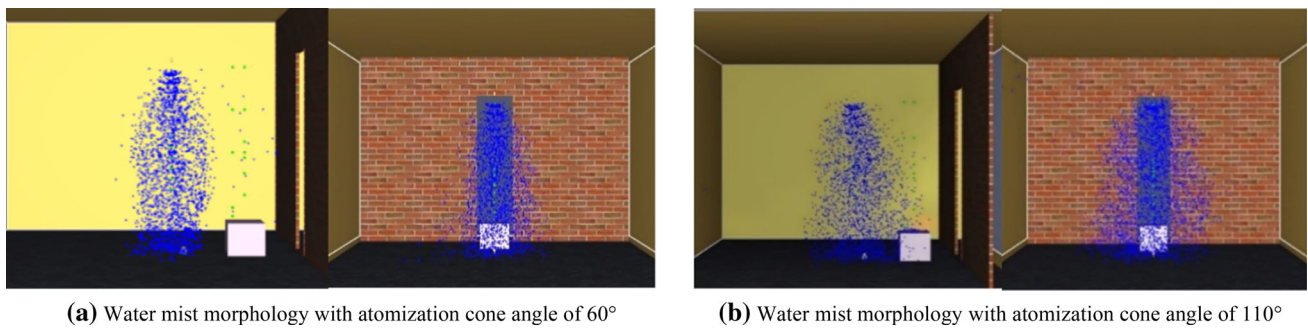 (a) Water mist morphology with atomization cone angle of 60°
(b) Water mist morphology with atomization cone angle of 110°